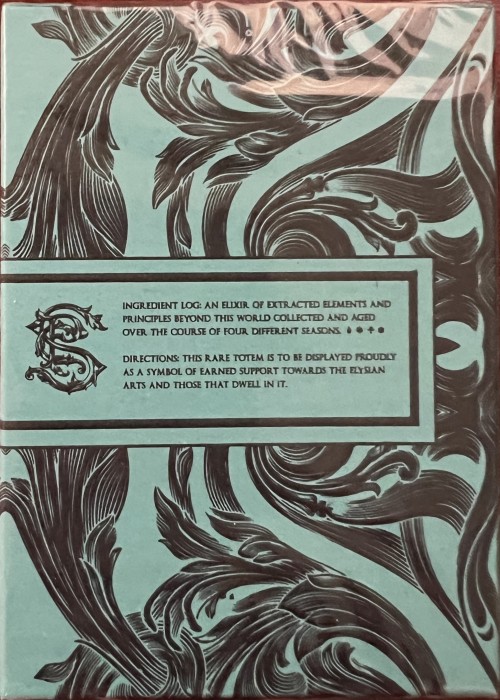 INGREDIENT LOG: AN ELIXIR OF EXTRACTED ELEMENTS AND
PRINCIPLES BEYOND THIS WORLD COLLECTED AND AGED
OVER THE COURSE OF FOUR DIFFERENT SEASONS.
DIRECTIONS: THIS RARE TOTEM IS TO BE DISPLAYED PROUDLY
AS A SYMBOL OF EARNED SUPPORT TOWARDS THE ELYSIAN
ARTS AND THOSE THAT DWELL IN IT.